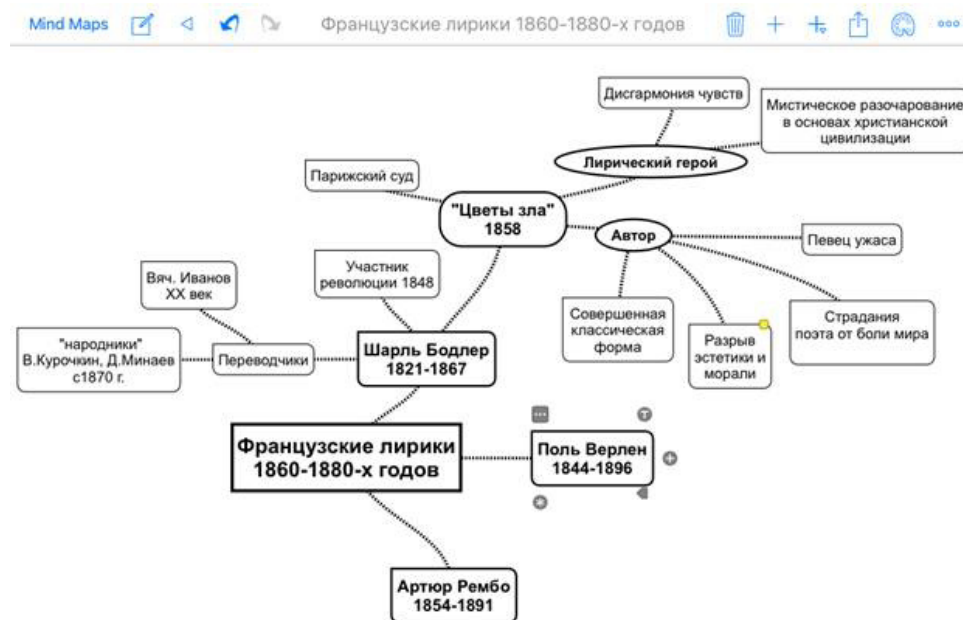 Mind Maps
Французские лирики 1860-1880-х годов
Дисгармония чувств
Мистическое разочарование
в основах христианской
цивилизации
Лирический герой
Парижский суд
"Цветы зла"
1858
Автор
Певец ужаса
Участник
революции 1848
Вяч. Иванов
XX век
Совершенная
классическая
форма
Разрыв
эстетики и
морали
Страдания
поэта от боли мира
"народники"
В.Курочкин, Д.Минаев
с1870 г.
Переводчики
Шарль Бодлер
1821-1867
Французские лирики
1860-1880-х годов
Поль Верлен
1844-1896
Артюр Рембо
1854-1891